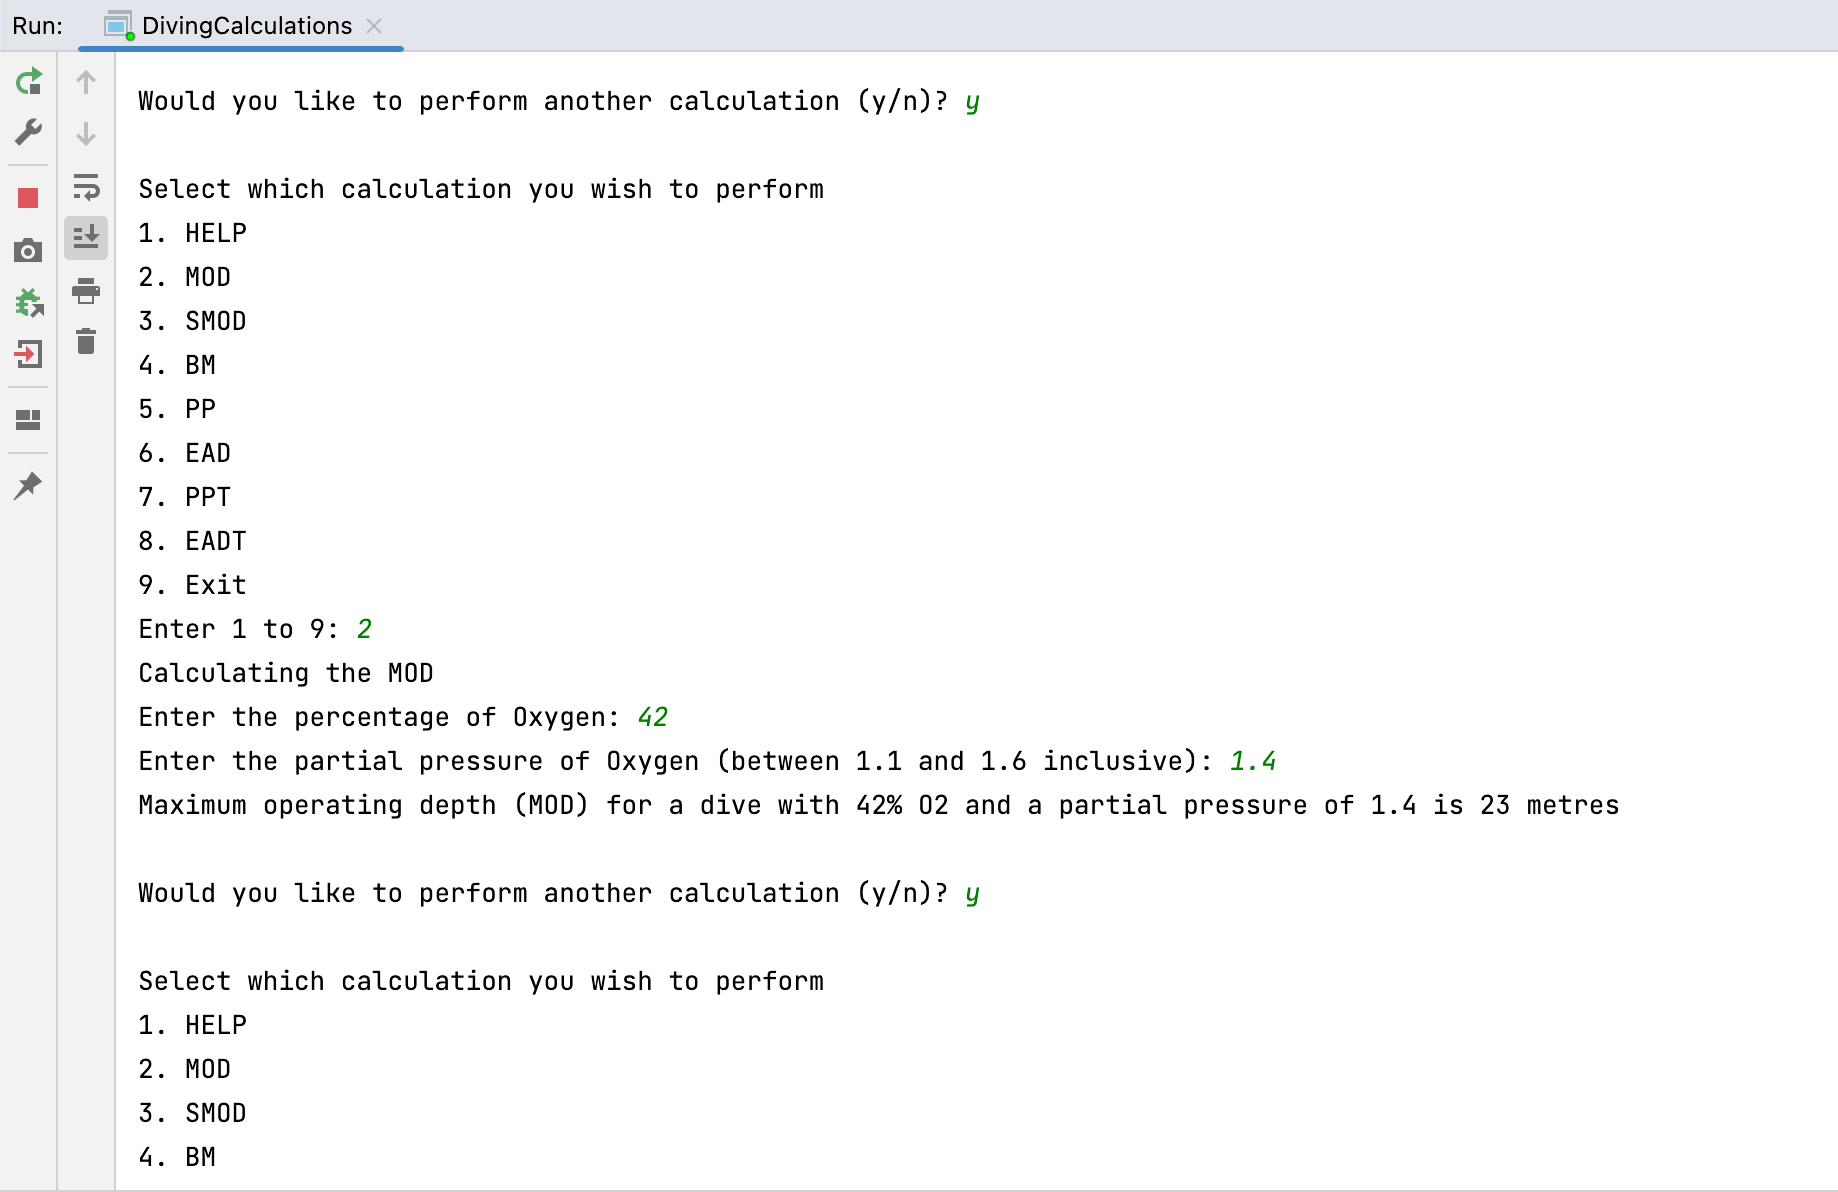 Run: DivingCalculations
Would you like to perform another calculation (y/n)? y
Select which calculation you wish to perform
1. HELP
2. MOD
3. SMOD
4. BM
5. PP
6. EAD
7. PPT
8. EADT
9. Exit
Enter 1 to 9: 2
Calculating the MOD
Enter the percentage of Oxygen: 42
Enter the partial pressure of Oxygen (between 1.1 and 1.6 inclusive): 1.4
Maximum operating depth (MOD) for a dive with 42% O2 and a partial pressure of 1.4 is 23 metres
Would you like to perform another calculation (y/n)? y
Select which calculation you wish to perform
1. HELP
2. MOD
3. SMOD
4. BM